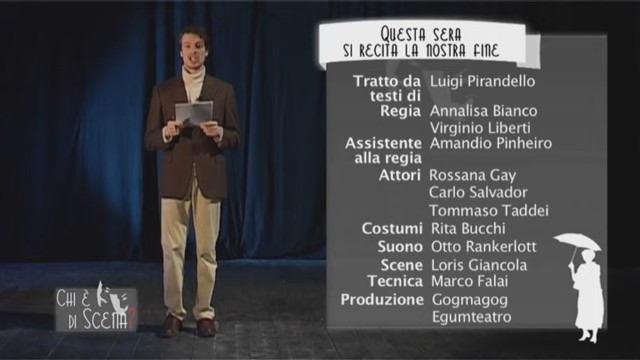 Questa sera
si recita la nostra fine
Tratto da Luigi Pirandello
testi di
Regia Annalisa Bianco
Virginio Liberti
Assistente Amandio Pinheiro
alla regia
Attori Rossana Gay
Carlo Salvador
Tommaso Taddei
Costumi Rita Bucchi
Suono Otto Rankerlott
Scene Loris Giancola
Tecnica Marco Falai
Produzione Gogmagog
Egumteatro
Chi è
di Scena?